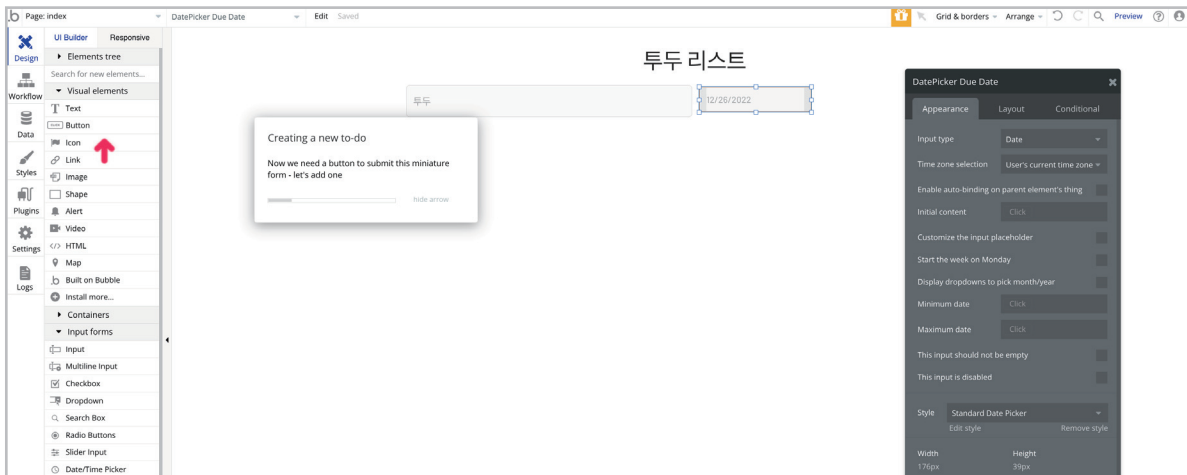 Page: index
DatePicker Due Date
Edit Saved
Grid & borders
Arrange
Preview
UI Builder
Responsive
Design
Workflow
Data
Styles
Plugins
Settings
Logs
Elements tree
Search for new elements...
Visual elements
Text
Button
Icon
Link
Image
Shape
Alert
Video
HTML
Map
Built on Bubble
Install more...
Containers
Input forms
Input
Multiline Input
Checkbox
Dropdown
Search Box
Radio Buttons
Slider Input
Date/Time Picker
투두 리스트
투두
12/26/2022
Creating a new to-do
Now we need a button to submit this miniature
form - let's add one
hide arrow
DatePicker Due Date
Appearance
Layout
Conditional
Input type
Date
Time zone selection
User's current time zone
Enable auto-binding on parent element's thing
Initial content
Click
Customize the input placeholder
Start the week on Monday
Display dropdowns to pick month/year
Minimum date
Click
Maximum date
Click
This input should not be empty
This input is disabled
Style
Standard Date Picker
Edit style
Remove style
Width
Height
176px
39px